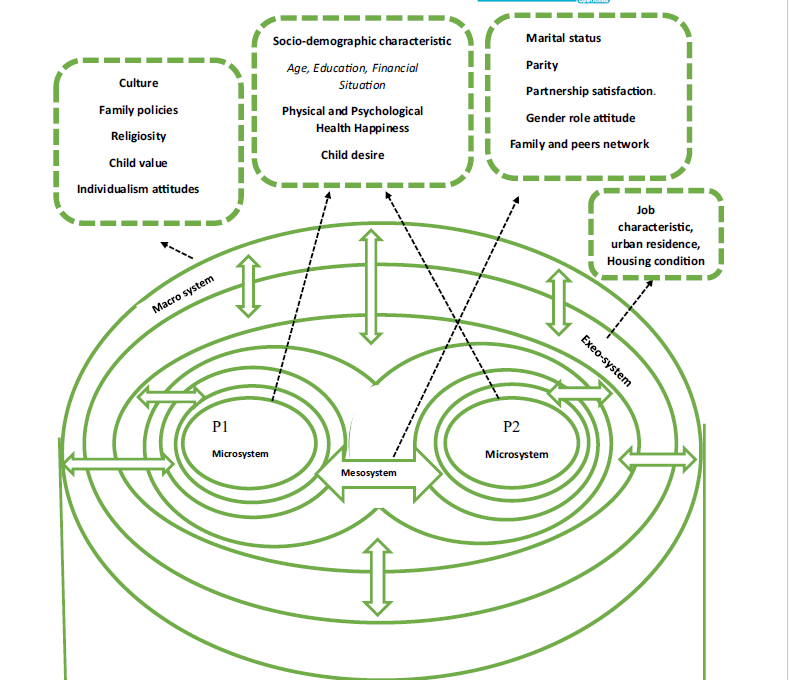 Socio-demographic characteristic
Age, Education, Financial
Situation
Physical and Psychological
Health Happiness
Child desire
Marital status
Parity
Partnership satisfaction.
Gender role attitude
Family and peers network
Culture
Family policies
Religiosity
Child value
Individualism attitudes
Job
characteristic,
urban residence,
Housing condition
Macro system
Exeo-system
P1
Microsystem
P2
Microsystem
Mesosystem